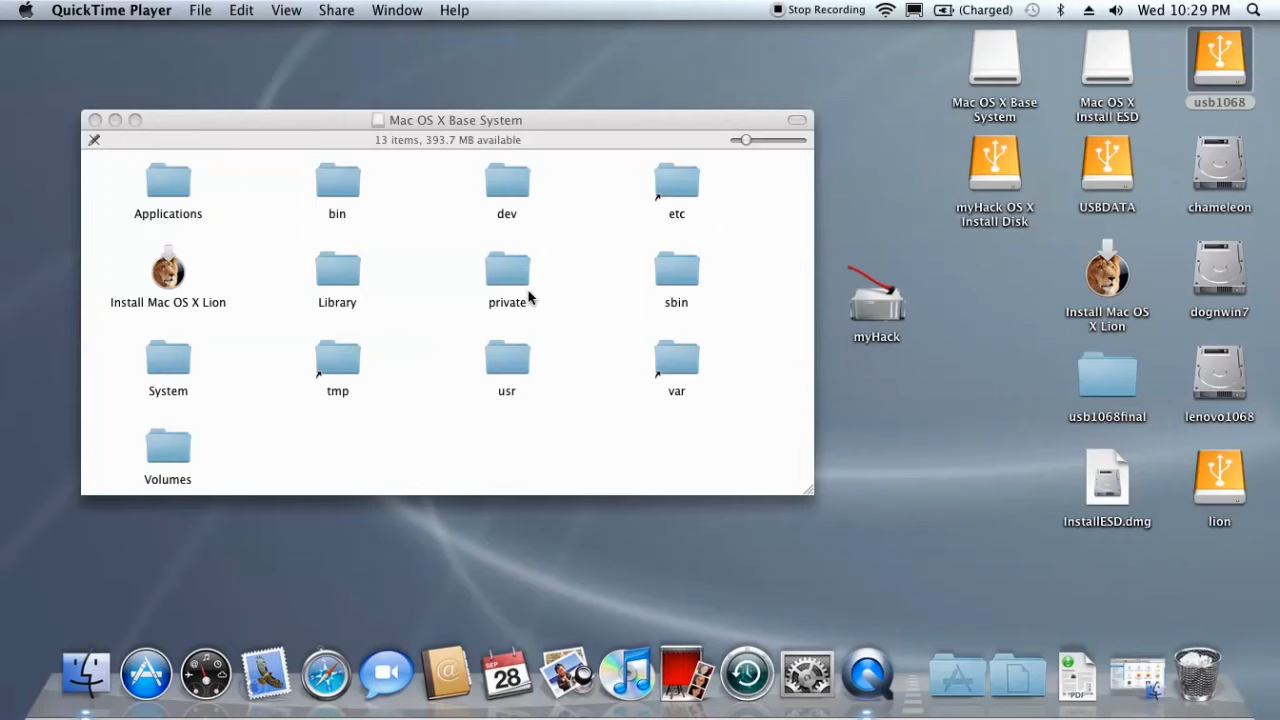 QuickTime Player File Edit View Share Window Help Stop Recording (Charged) Wed 10:29 PM
Mac OS X Base System
13 items, 393.7 MB available
Applications bin dev etc
Install Mac OS X Lion Library private sbin
System tmp usr var
Volumes
myHack
Mac OS X Base
System
Mac OS X
Install ESD
usb1068
myHack OS X
Install Disk
USBDATA
chameleon
Install Mac OS
X Lion
dognwin7
usb1068final
lenovo1068
InstallESD.dmg
lion
SEP
28
PDF